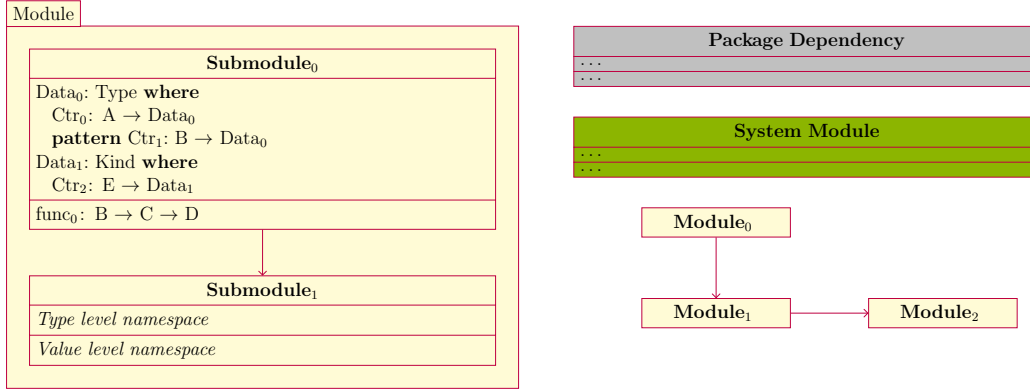 Module
Submodule₀
Data₀: Type where
Ctr₀: A → Data₀
pattern Ctr₁: B → Data₀
Data₁: Kind where
Ctr₂: E → Data₁
func₀: B → C → D
Submodule₁
Type level namespace
Value level namespace
Package Dependency
...
...
System Module
...
...
Module₀
Module₁
Module₂